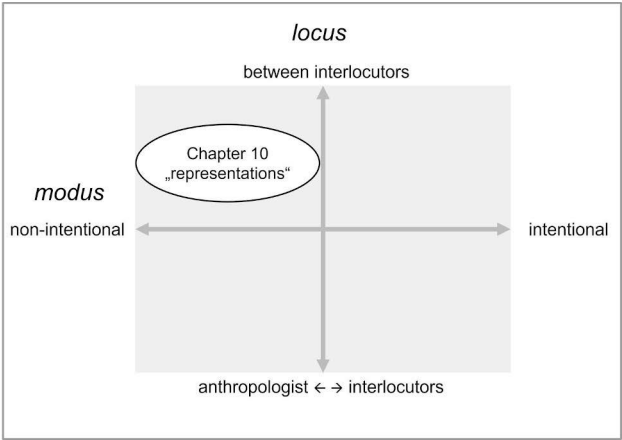 locus
between interlocutors
Chapter 10
„representations“
modus
non-intentional
intentional
anthropologist ← → interlocutors